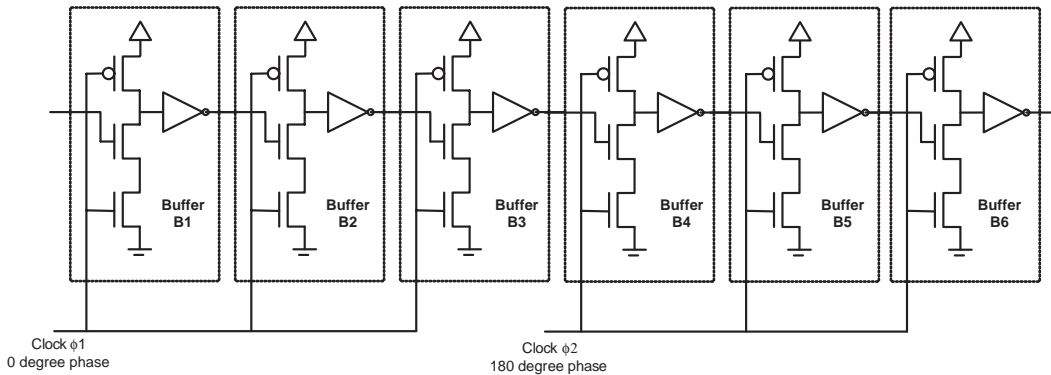 Buffer
B1
Buffer
B2
Buffer
B3
Buffer
B4
Buffer
B5
Buffer
B6
Clock ϕ1
0 degree phase
Clock ϕ2
180 degree phase